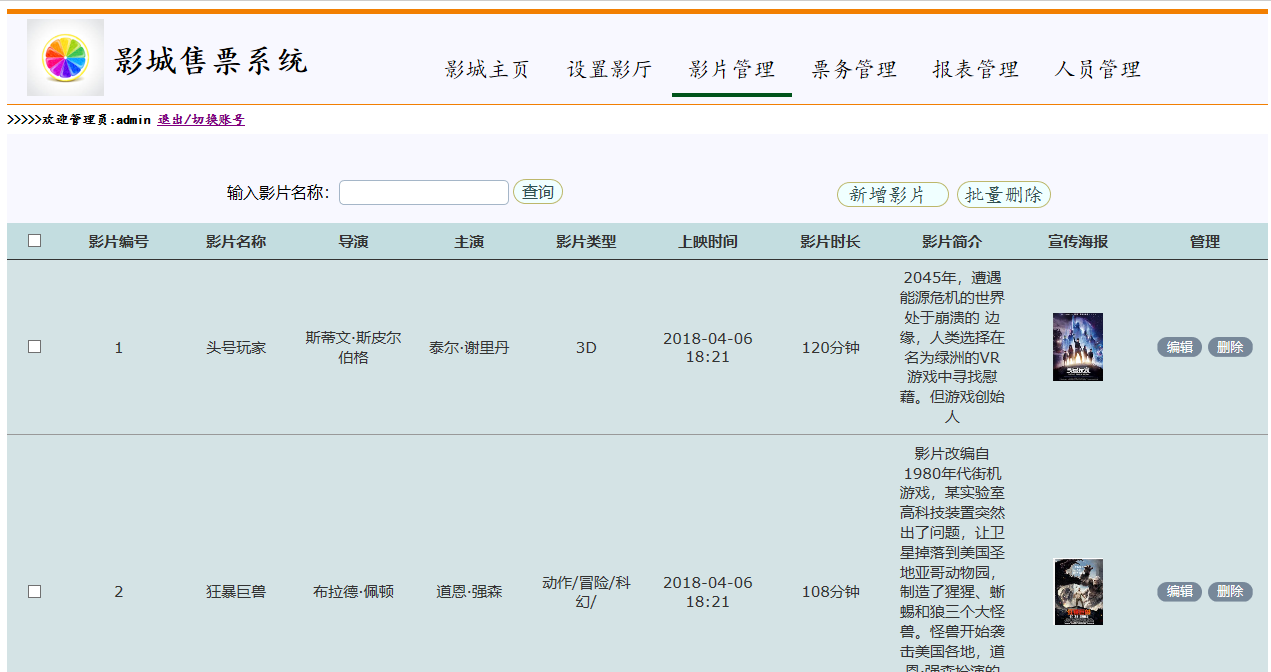 影城售票系统
影城主页 设置影厅 影片管理 票务管理 报表管理 人员管理
>>>>>欢迎管理员:admin 退出/切换账号
输入影片名称: 查询 新增影片 批量删除
影片编号 影片名称 导演 主演 影片类型 上映时间 影片时长 影片简介 宣传海报 管理
1
头号玩家
斯蒂文·斯皮尔
伯格
泰尔·谢里丹
3D
2018-04-06
18:21
120分钟
2045年，遭遇
能源危机的世界
处于崩溃的 边
缘，人类选择在
名为绿洲的VR
游戏中寻找慰
藉。但游戏创始
人
编辑 删除
2
狂暴巨兽
布拉德·佩顿
道恩·强森
动作/冒险/科
幻/
2018-04-06
18:21
108分钟
影片改编自
1980年代街机
游戏，某实验室
高科技装置突然
出了问题，让卫
星掉落到美国圣
地亚哥动物园，
制造了猩猩、蜥
蜴和狼三个大怪
兽。怪兽开始袭
击美国各地，道
恩·强森扮演的
编辑 删除